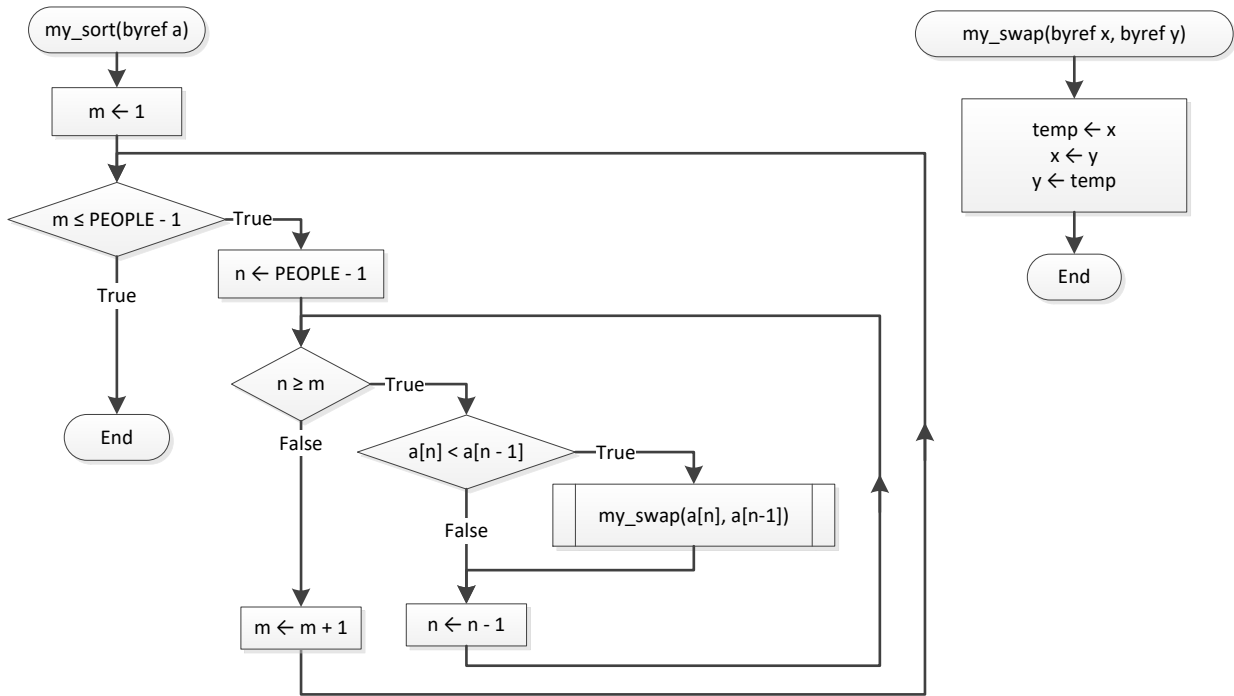 my_sort(byref a)
m ← 1
m ≤ PEOPLE - 1
True
True
End
n ← PEOPLE - 1
n ≥ m
True
False
a[n] < a[n - 1]
True
False
my_swap(a[n], a[n-1])
m ← m + 1
n ← n - 1
my_swap(byref x, byref y)
temp ← x
x ← y
y ← temp
End